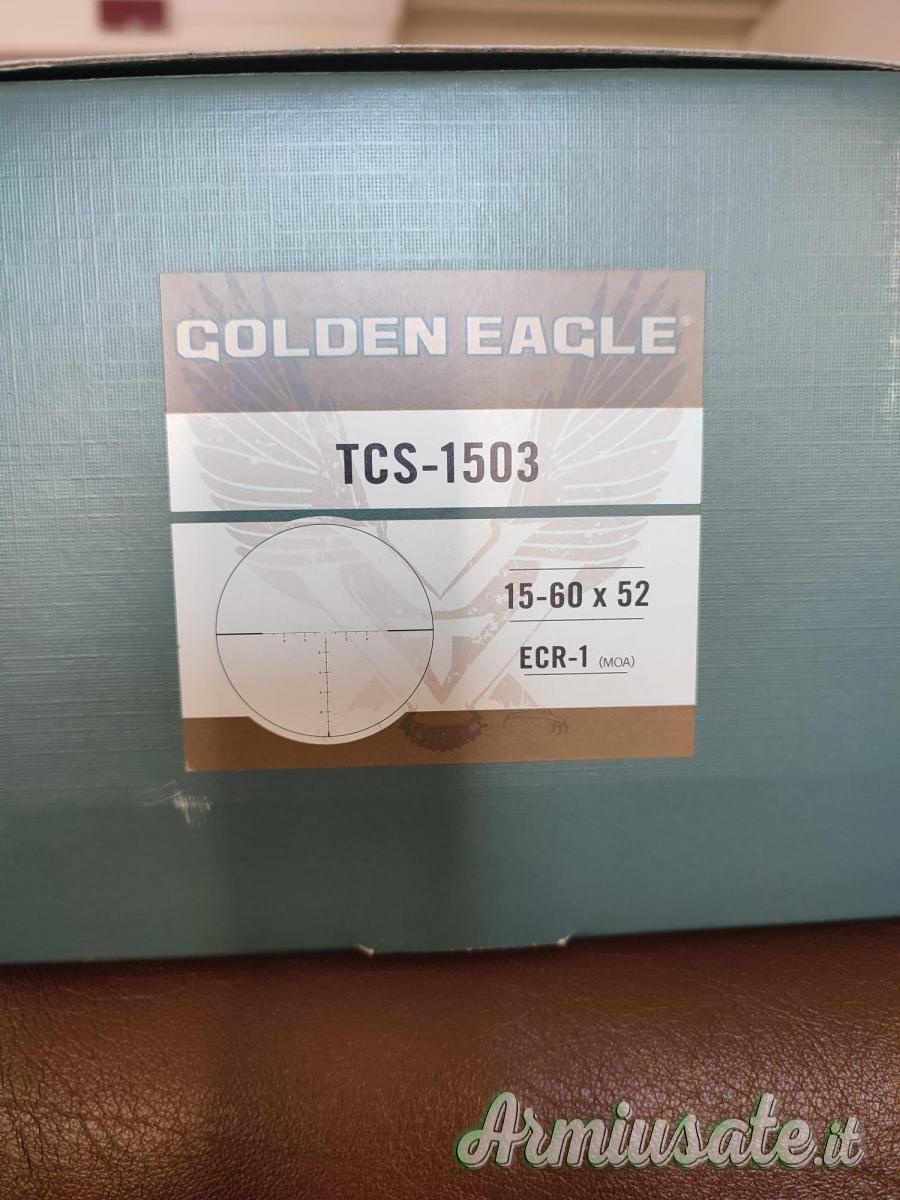 GOLDEN EAGLE®
TCS-1503
15-60 x 52
ECR-1 (MOA)
Armiusate.it